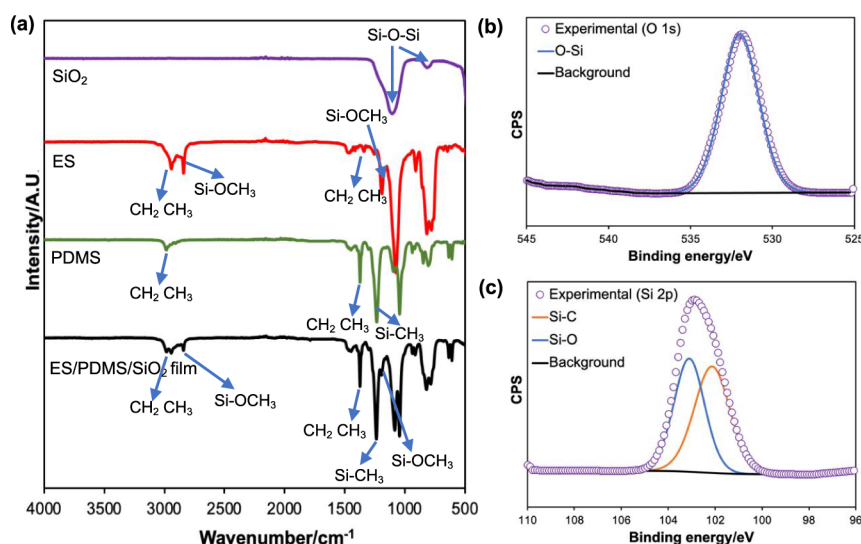 (a)
Si-O-Si
SiO₂
Si-OCH₃
ES
Si-OCH₃
CH₂ CH₃
CH₂ CH₃
PDMS
CH₂ CH₃
CH₂ CH₃
Si-CH₃
ES/PDMS/SiO₂ film
Si-OCH₃
CH₂ CH₃
CH₂ CH₃
Si-OCH₃
Si-CH₃
Intensity/A.U.
4000 3500 3000 2500 2000 1500 1000 500
Wavenumber/cm⁻¹
(b)
Experimental (O 1s)
O-Si
Background
CPS
545 540 535 530 525
Binding energy/eV
(c)
Experimental (Si 2p)
Si-C
Si-O
Background
CPS
110 108 106 104 102 100 98 96
Binding energy/eV